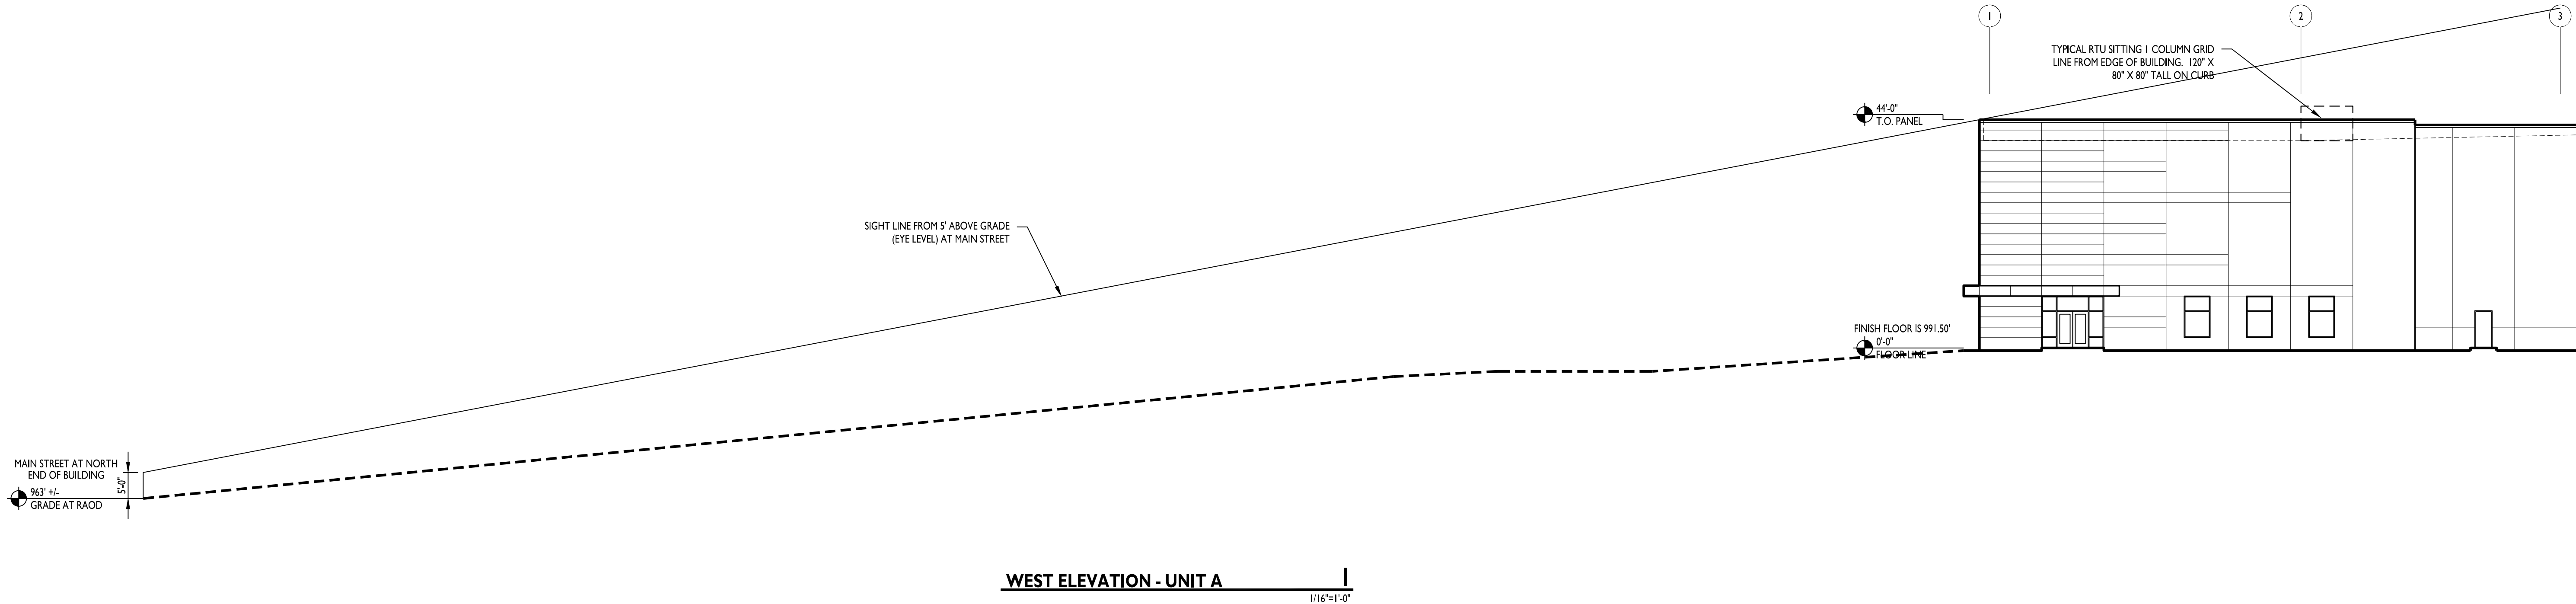 1
2
3
TYPICAL RTU SITTING 1 COLUMN GRID
LINE FROM EDGE OF BUILDING. 120" X
80" X 80" TALL ON CURB
44'-0"
T.O. PANEL
SIGHT LINE FROM 5' ABOVE GRADE
(EYE LEVEL) AT MAIN STREET
FINISH FLOOR IS 991.50'
0'-0"
FLOOR LINE
MAIN STREET AT NORTH
END OF BUILDING
5'-0"
963' +/-
GRADE AT RAOD
WEST ELEVATION - UNIT A
1
1/16"=1'-0"